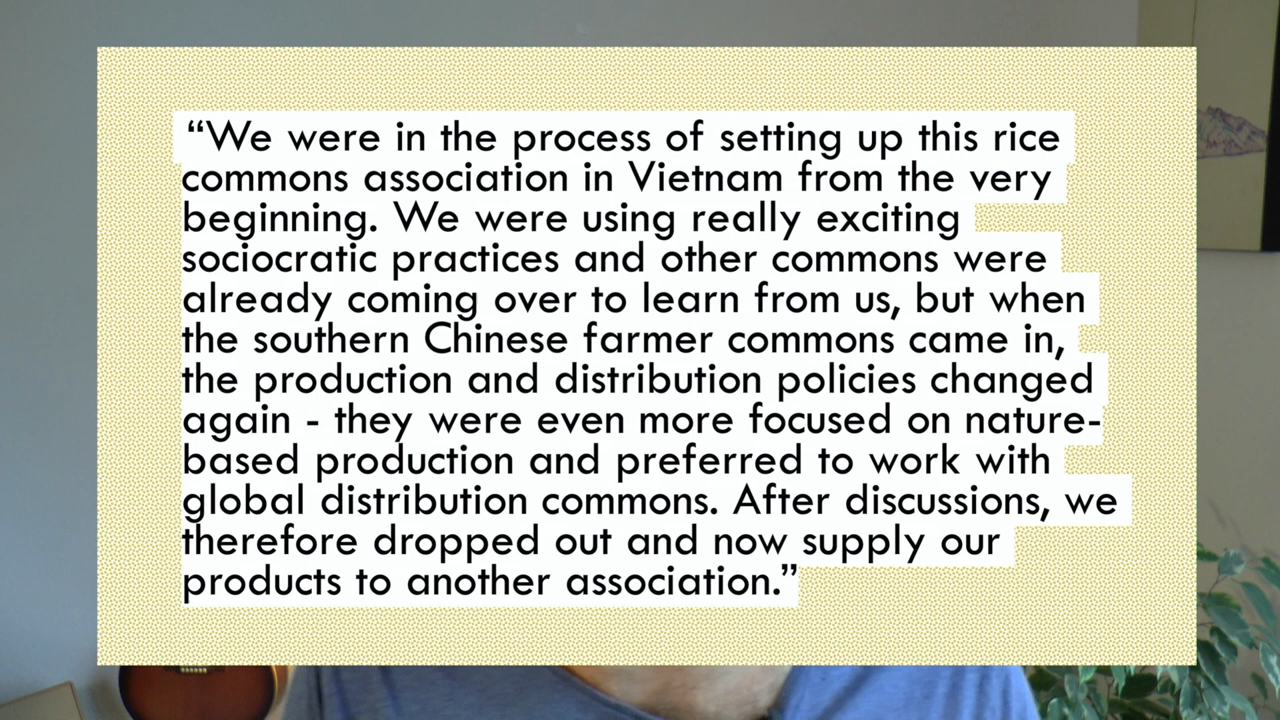 “We were in the process of setting up this rice
commons association in Vietnam from the very
beginning. We were using really exciting
sociocratic practices and other commons were
already coming over to learn from us, but when
the southern Chinese farmer commons came in,
the production and distribution policies changed
again - they were even more focused on nature-
based production and preferred to work with
global distribution commons. After discussions, we
therefore dropped out and now supply our
products to another association.”